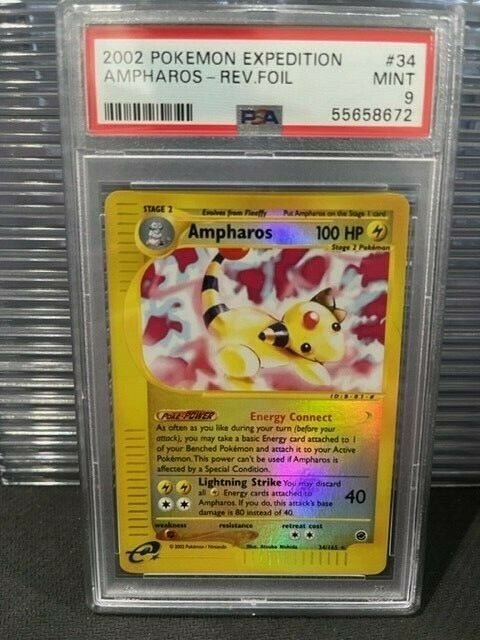 2002 POKEMON EXPEDITION #34
AMPHAROS - REV.FOIL MINT
9
PSA 55658672
STAGE 2 Evolves from Flaaffy Put Ampharos on the Stage 1 card
Ampharos 100 HP
Stage 2 Pokémon
POKé-POWER Energy Connect
As often as you like during your turn (before your
attack), you may take a basic Energy card attached to 1
of your Benched Pokémon and attach it to your Active
Pokémon. This power can't be used if Ampharos is
affected by a Special Condition.
Lightning Strike You may discard
all Energy cards attached to
Ampharos. If you do, this attack's base
damage is 80 instead of 40.
40
weakness resistance retreat cost
e
© 2002 Pokémon / Nintendo Illus. Atsuko Nishida 34/165 ★